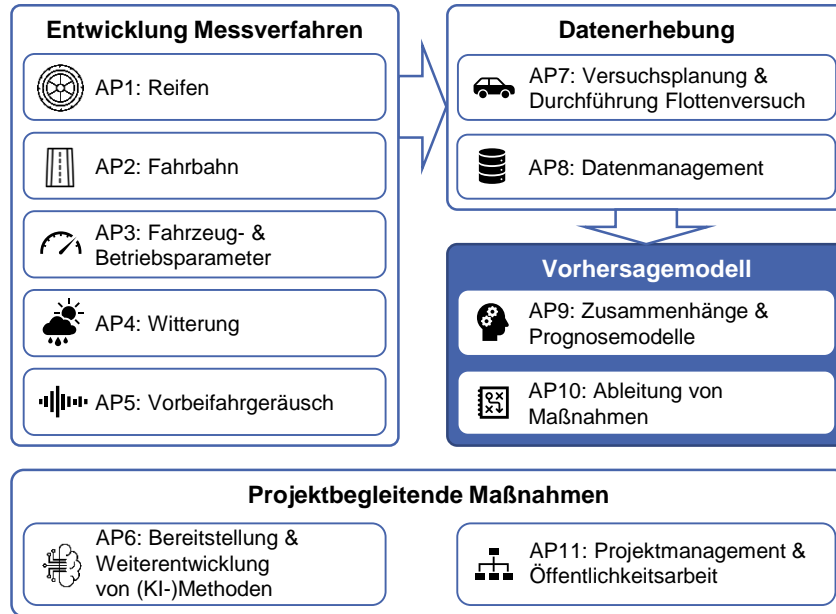 Entwicklung Messverfahren
AP1: Reifen
AP2: Fahrbahn
AP3: Fahrzeug- &
Betriebsparameter
AP4: Witterung
AP5: Vorbeifahrgeräusch
Datenerhebung
AP7: Versuchsplanung &
Durchführung Flottenversuch
AP8: Datenmanagement
Vorhersagemodell
AP9: Zusammenhänge &
Prognosemodelle
AP10: Ableitung von
Maßnahmen
Projektbegleitende Maßnahmen
AP6: Bereitstellung &
Weiterentwicklung
von (KI-)Methoden
AP11: Projektmanagement &
Öffentlichkeitsarbeit